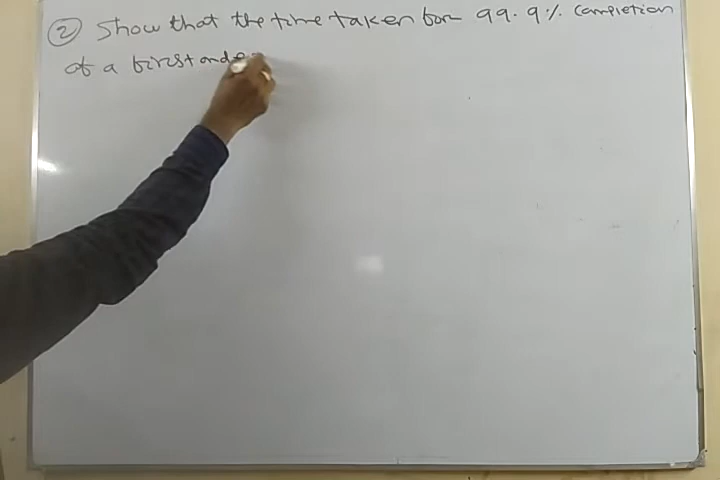 ② Show that the time taken for 99.9% completion
of a first orde